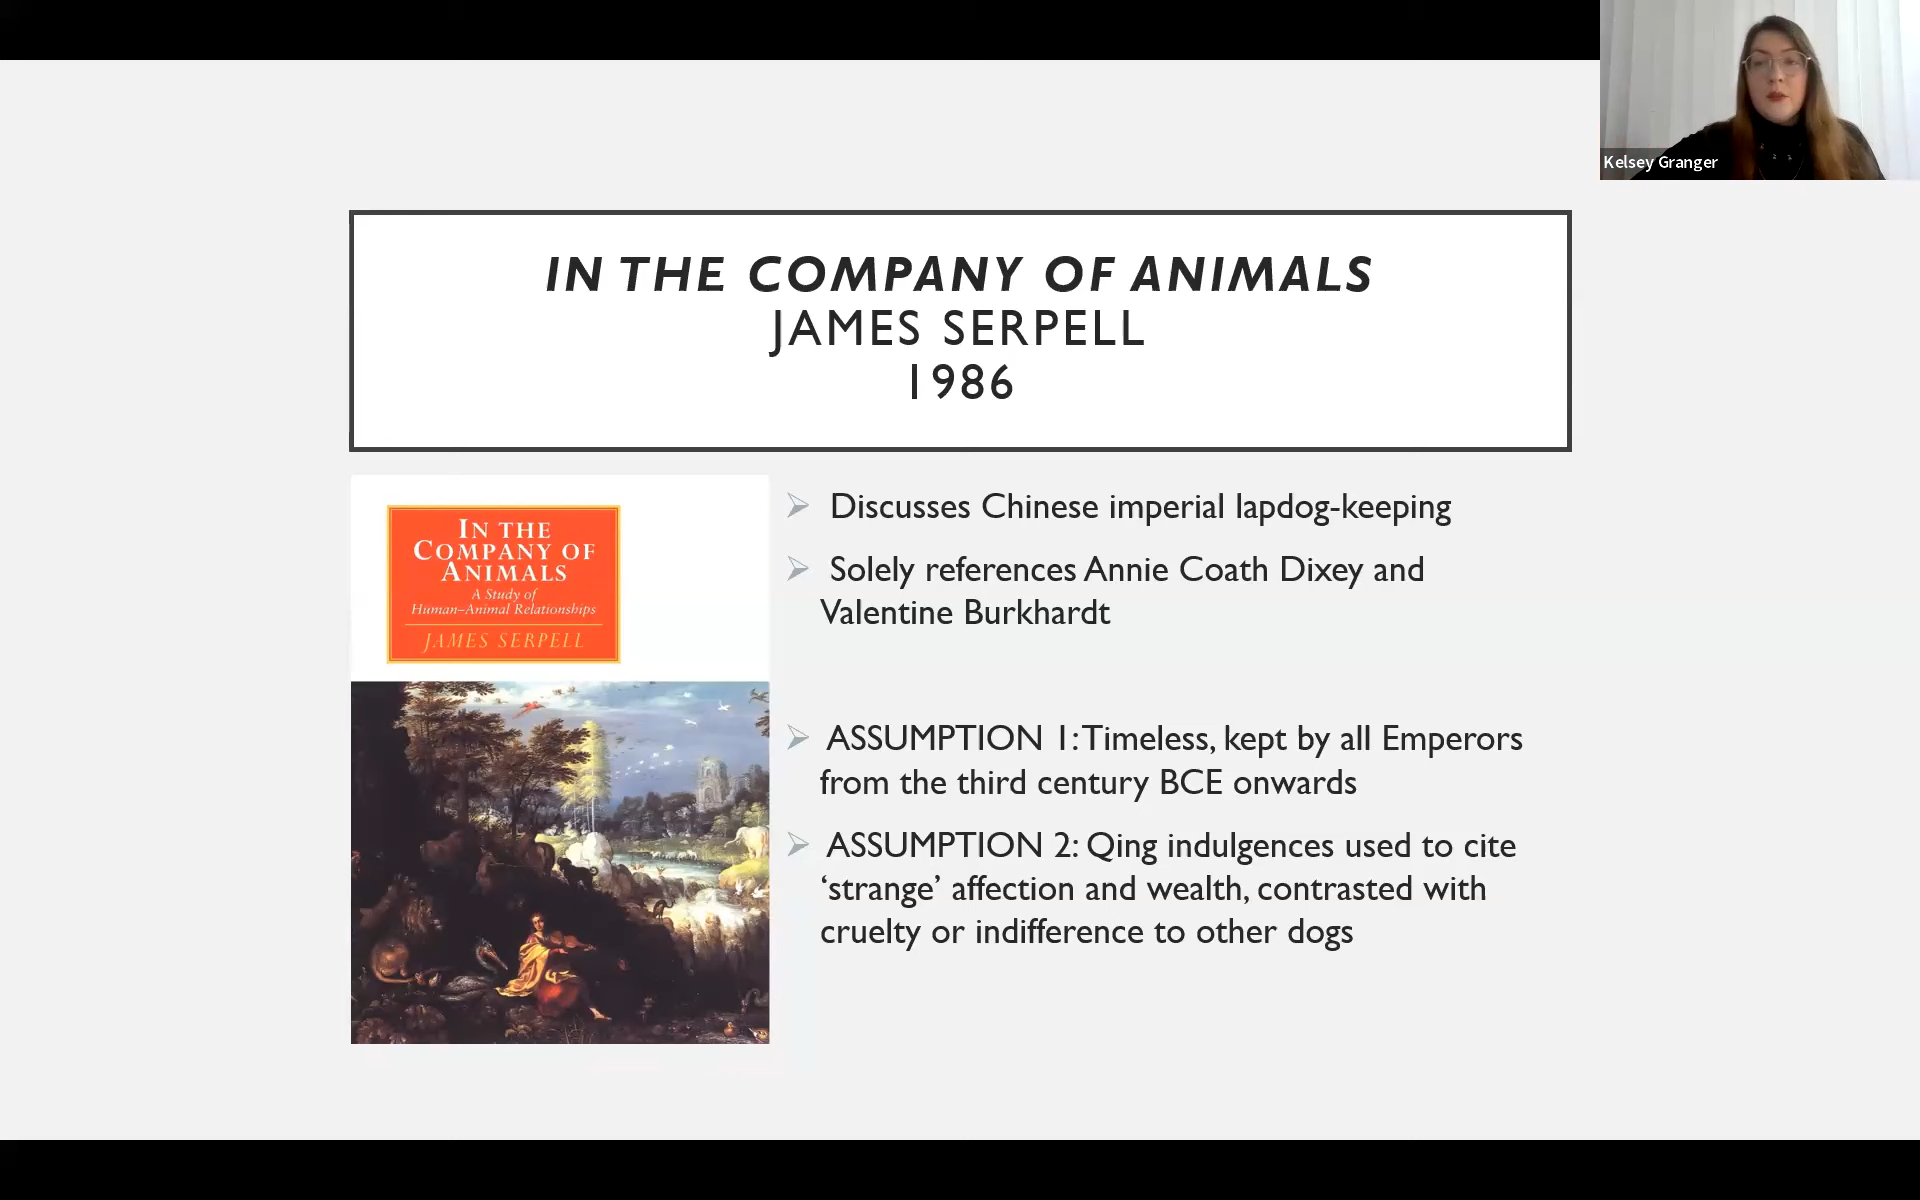 Kelsey Granger
IN THE COMPANY OF ANIMALS
JAMES SERPELL
1986
IN THE
COMPANY OF
ANIMALS
A Study of
Human–Animal Relationships
JAMES SERPELL
➢ Discusses Chinese imperial lapdog-keeping
➢ Solely references Annie Coath Dixey and
Valentine Burkhardt
➢ ASSUMPTION 1: Timeless, kept by all Emperors
from the third century BCE onwards
➢ ASSUMPTION 2: Qing indulgences used to cite
‘strange’ affection and wealth, contrasted with
cruelty or indifference to other dogs